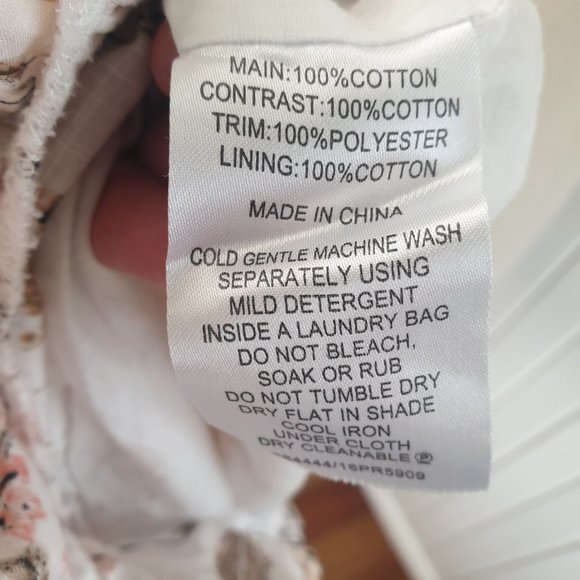 MAIN:100%COTTON
CONTRAST:100%COTTON
TRIM:100%POLYESTER
LINING:100%COTTON
MADE IN CHINA
COLD GENTLE MACHINE WASH
SEPARATELY USING
MILD DETERGENT
INSIDE A LAUNDRY BAG
DO NOT BLEACH,
SOAK OR RUB
DO NOT TUMBLE DRY
DRY FLAT IN SHADE
COOL IRON
UNDER CLOTH
DRY CLEANABLE Ⓟ